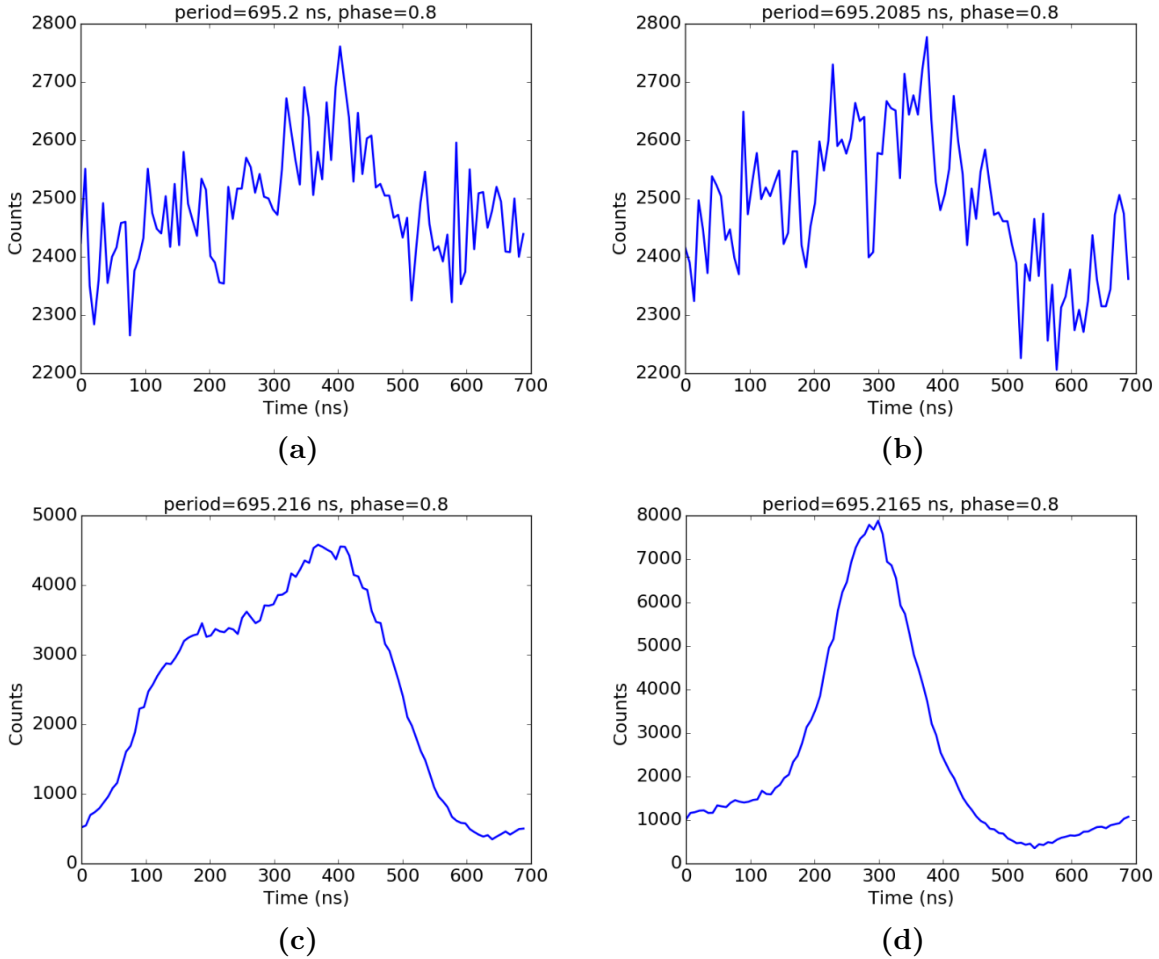 period=695.2 ns, phase=0.8
2800
2700
2600
2500
2400
2300
2200
Counts
0 100 200 300 400 500 600 700
Time (ns)
(a)
period=695.2085 ns, phase=0.8
2800
2700
2600
2500
2400
2300
2200
Counts
0 100 200 300 400 500 600 700
Time (ns)
(b)
period=695.216 ns, phase=0.8
5000
4000
3000
2000
1000
0
Counts
0 100 200 300 400 500 600 700
Time (ns)
(c)
period=695.2165 ns, phase=0.8
8000
7000
6000
5000
4000
3000
2000
1000
0
Counts
0 100 200 300 400 500 600 700
Time (ns)
(d)